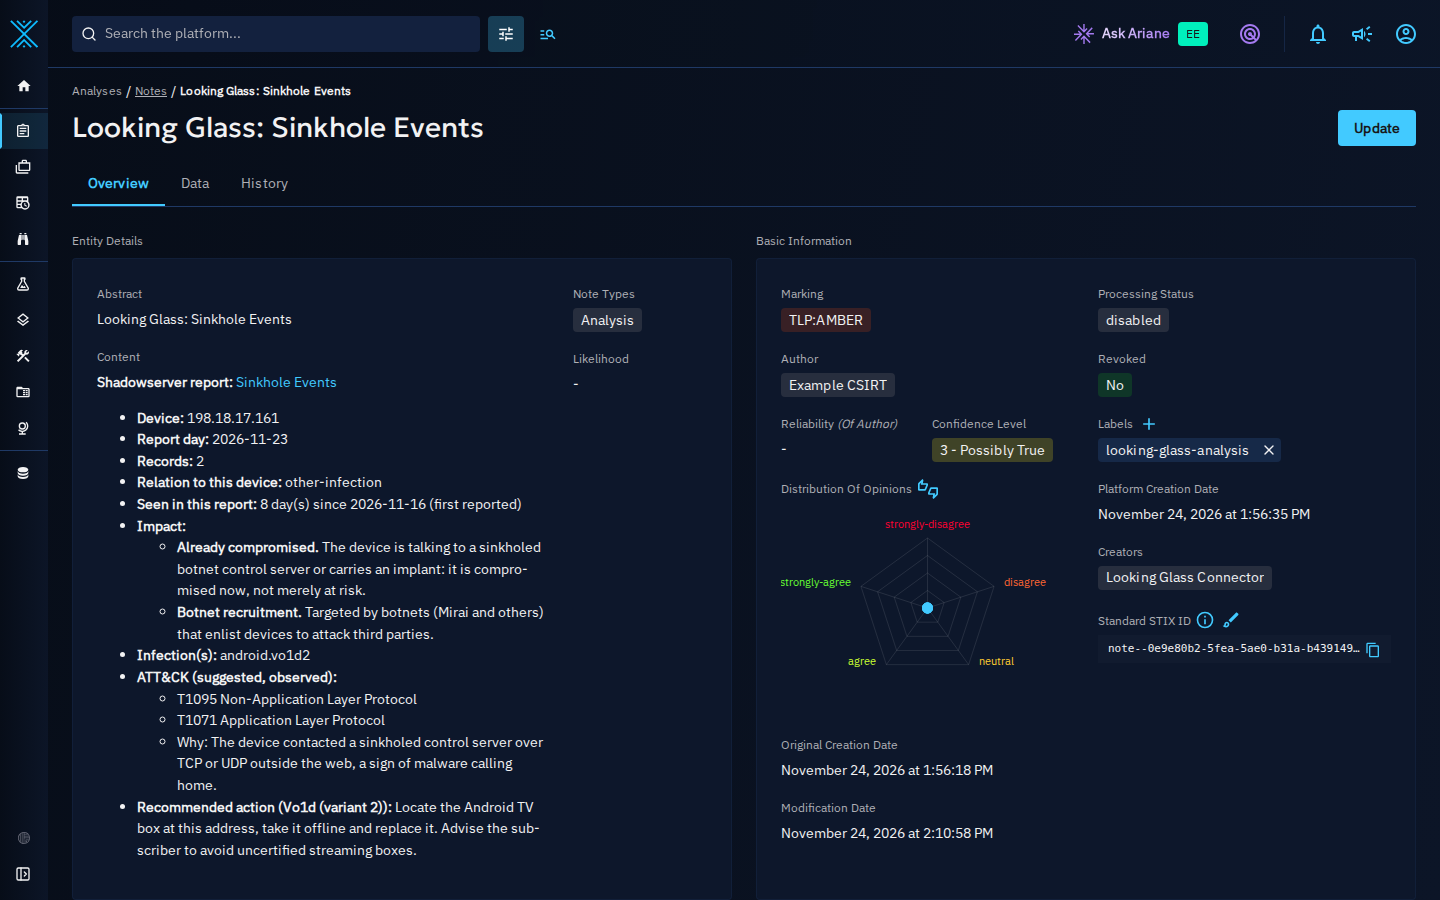 Search the platform...
Ask Ariane
EE
Analyses / Notes / Looking Glass: Sinkhole Events
Looking Glass: Sinkhole Events
Update
Overview
Data
History
Entity Details
Abstract
Looking Glass: Sinkhole Events
Note Types
Analysis
Content
Likelihood
-
Shadowserver report: Sinkhole Events
Device: 198.18.17.161
Report day: 2026-11-23
Records: 2
Relation to this device: other-infection
Seen in this report: 8 day(s) since 2026-11-16 (first reported)
Impact:
Already compromised. The device is talking to a sinkholed
botnet control server or carries an implant: it is compro-
mised now, not merely at risk.
Botnet recruitment. Targeted by botnets (Mirai and others)
that enlist devices to attack third parties.
Infection(s): android.vo1d2
ATT&CK (suggested, observed):
T1095 Non-Application Layer Protocol
T1071 Application Layer Protocol
Why: The device contacted a sinkholed control server over
TCP or UDP outside the web, a sign of malware calling
home.
Recommended action (Vo1d (variant 2)): Locate the Android TV
box at this address, take it offline and replace it. Advise the sub-
scriber to avoid uncertified streaming boxes.
Basic Information
Marking
TLP:AMBER
Processing Status
disabled
Author
Example CSIRT
Revoked
No
Reliability (Of Author)
-
Confidence Level
3 - Possibly True
Labels
looking-glass-analysis
Distribution Of Opinions
strongly-disagree
strongly-agree
disagree
agree
neutral
Platform Creation Date
November 24, 2026 at 1:56:35 PM
Creators
Looking Glass Connector
Standard STIX ID
note--0e9e80b2-5fea-5ae0-b31a-b439149…
Original Creation Date
November 24, 2026 at 1:56:18 PM
Modification Date
November 24, 2026 at 2:10:58 PM